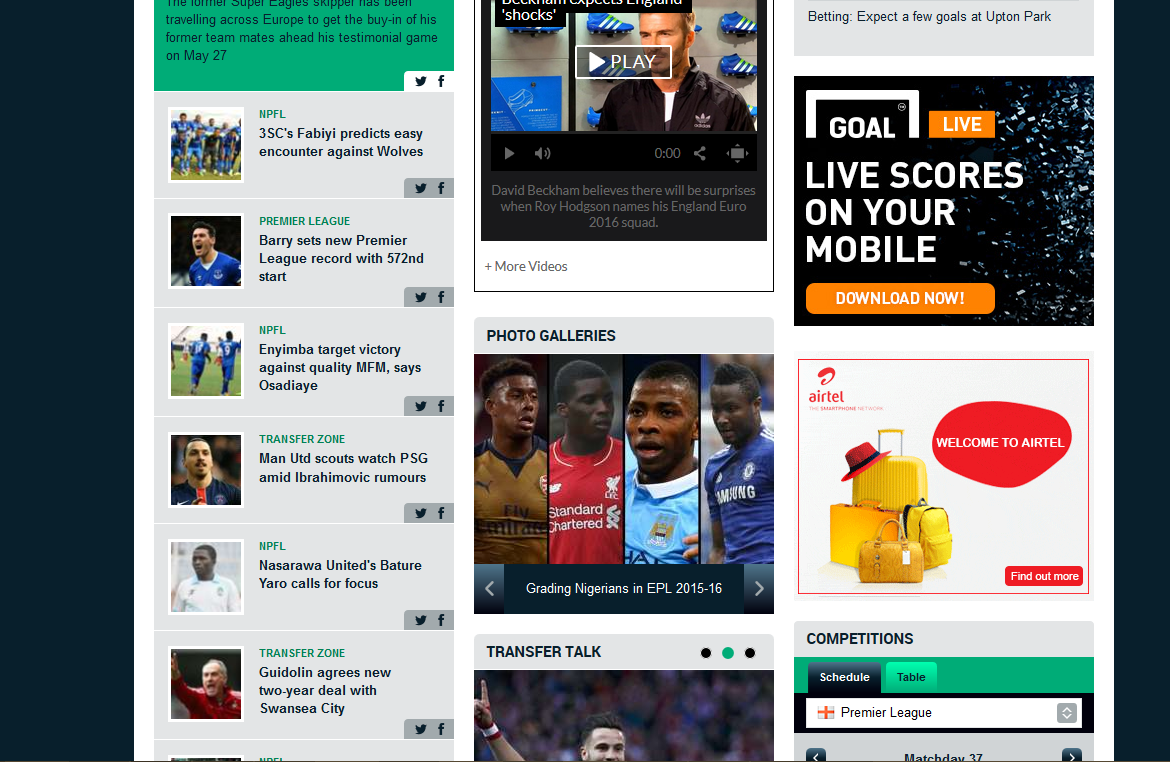 The former Super Eagles skipper has been
travelling across Europe to get the buy-in of his
former team mates ahead his testimonial game
on May 27
NPFL
3SC's Fabiyi predicts easy
encounter against Wolves
PREMIER LEAGUE
Barry sets new Premier
League record with 572nd
start
NPFL
Enyimba target victory
against quality MFM, says
Osadiaye
TRANSFER ZONE
Man Utd scouts watch PSG
amid Ibrahimovic rumours
NPFL
Nasarawa United's Bature
Yaro calls for focus
TRANSFER ZONE
Guidolin agrees new
two-year deal with
Swansea City
NPFL
Beckham expects England
'shocks'
PLAY
adidas
0:00
David Beckham believes there will be surprises
when Roy Hodgson names his England Euro
2016 squad.
+ More Videos
PHOTO GALLERIES
Fly
Emirates
Standard
Chartered
SAMSUNG
Grading Nigerians in EPL 2015-16
TRANSFER TALK
Betting: Expect a few goals at Upton Park
GOAL LIVE
LIVE SCORES
ON YOUR
MOBILE
DOWNLOAD NOW!
airtel
THE SMARTPHONE NETWORK
WELCOME TO AIRTEL
Find out more
COMPETITIONS
Schedule Table
Premier League
Matchday 37